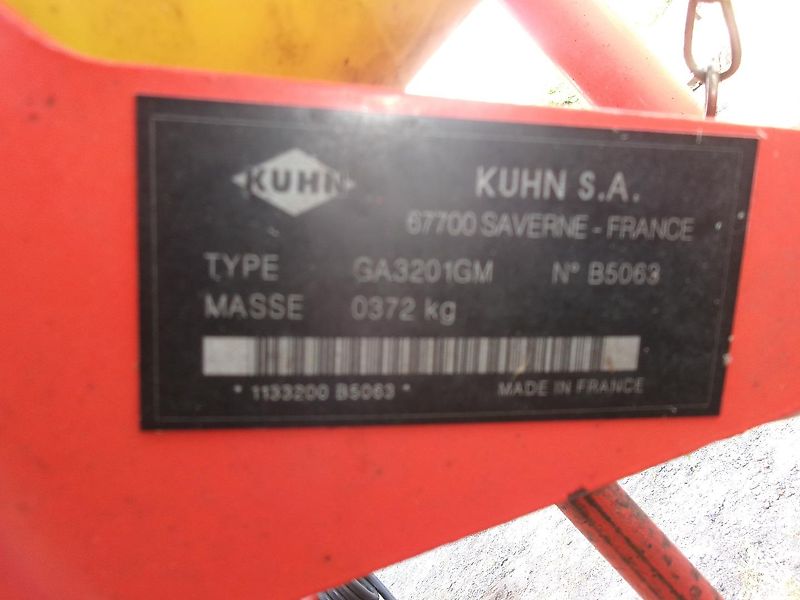 KUHN
KUHN S.A.
67700 SAVERNE - FRANCE
TYPE GA3201GM N° B5063
MASSE 0372 kg
* 1133200 B5063 *
MADE IN FRANCE